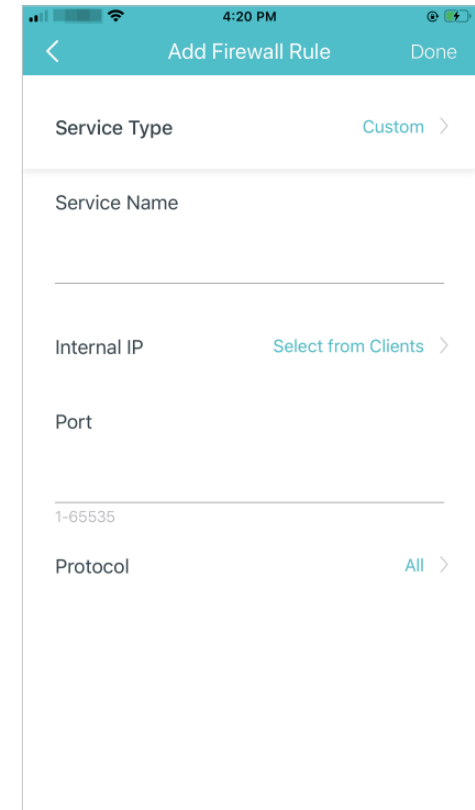 4:20 PM
Add Firewall Rule Done
Service Type Custom
Service Name
Internal IP Select from Clients
Port
1-65535
Protocol All